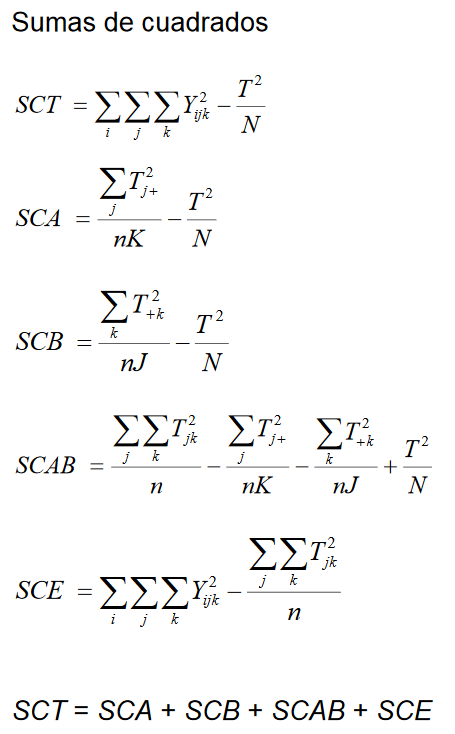 Sumas de cuadrados
SCT = ∑_i ∑_j ∑_k Y²_ijk − T²/N
SCA = ∑_j T²_j+ / nK − T²/N
SCB = ∑_k T²_+k / nJ − T²/N
SCAB = ∑_j ∑_k T²_jk / n − ∑_j T²_j+ / nK − ∑_k T²_+k / nJ + T²/N
SCE = ∑_i ∑_j ∑_k Y²_ijk − ∑_j ∑_k T²_jk / n
SCT = SCA + SCB + SCAB + SCE